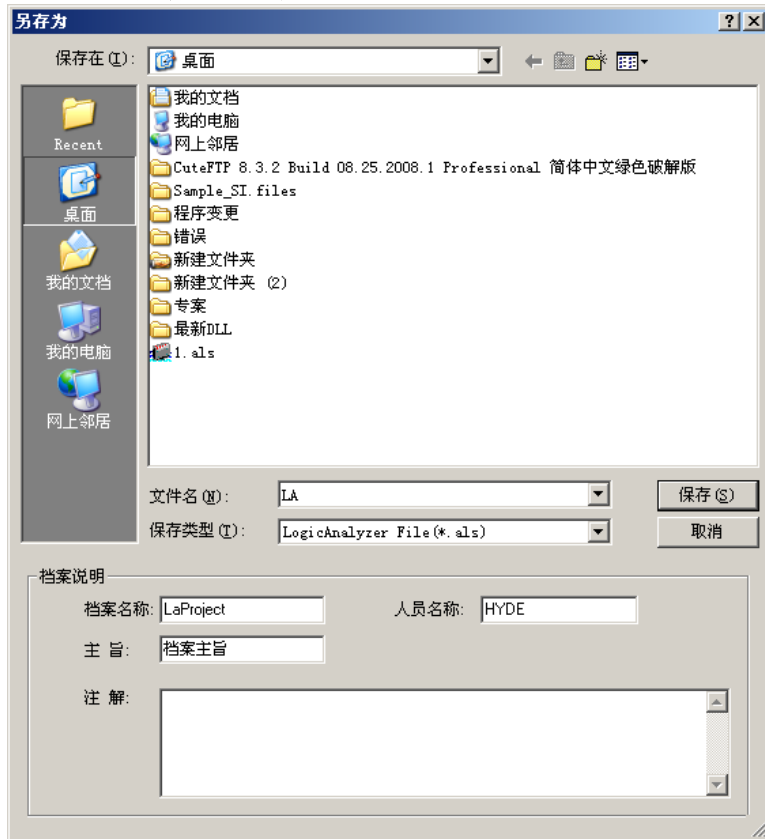 另存为
保存在(I): 桌面
Recent
桌面
我的文档
我的电脑
网上邻居
我的文档
我的电脑
网上邻居
CuteFTP 8.3.2 Build 08.25.2008.1 Professional 简体中文绿色破解版
Sample_SI.files
程序变更
错误
新建文件夹
新建文件夹 (2)
专案
最新DLL
1.als
文件名(N): LA 保存(S)
保存类型(T): LogicAnalyzer File(*.als) 取消
档案说明
档案名称: LaProject 人员名称: HYDE
主 旨: 档案主旨
注 解: